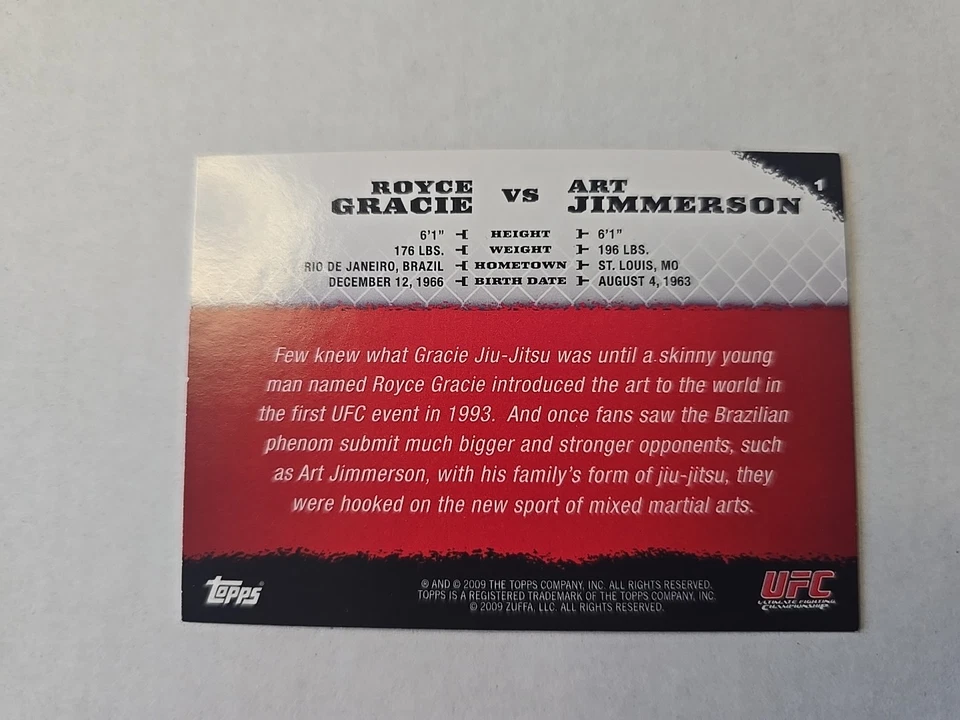 1
ROYCE GRACIE VS ART JIMMERSON
6'1" HEIGHT 6'1"
176 LBS. WEIGHT 196 LBS.
RIO DE JANEIRO, BRAZIL HOMETOWN ST. LOUIS, MO
DECEMBER 12, 1966 BIRTH DATE AUGUST 4, 1963
Few knew what Gracie Jiu-Jitsu was until a skinny young
man named Royce Gracie introduced the art to the world in
the first UFC event in 1993. And once fans saw the Brazilian
phenom submit much bigger and stronger opponents, such
as Art Jimmerson, with his family's form of jiu-jitsu, they
were hooked on the new sport of mixed martial arts.
Topps®
® AND © 2009 THE TOPPS COMPANY, INC. ALL RIGHTS RESERVED.
TOPPS IS A REGISTERED TRADEMARK OF THE TOPPS COMPANY, INC.
© 2009 ZUFFA, LLC. ALL RIGHTS RESERVED.
UFC
ULTIMATE FIGHTING
CHAMPIONSHIP